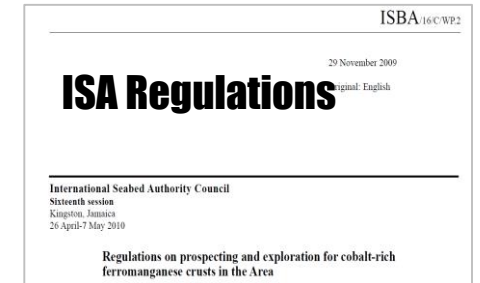 ISBA/16/C/WP.2
29 November 2009
ISA Regulations
Original: English
International Seabed Authority Council
Sixteenth session
Kingston, Jamaica
26 April-7 May 2010
Regulations on prospecting and exploration for cobalt-rich
ferromanganese crusts in the Area